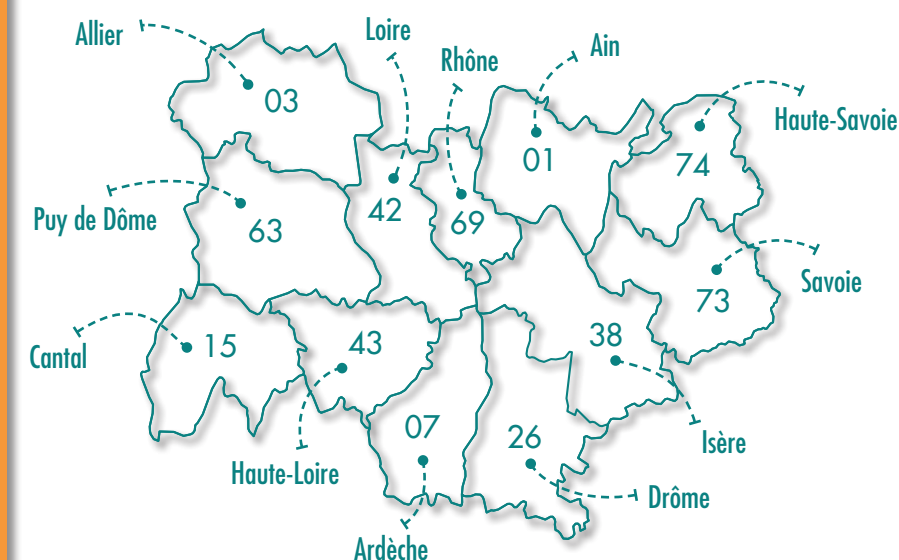 Allier
Loire
Rhône
Ain
Haute-Savoie
03
01
74
Puy de Dôme
42
69
63
Savoie
73
Cantal
15
43
38
Isère
07
26
Haute-Loire
Drôme
Ardèche